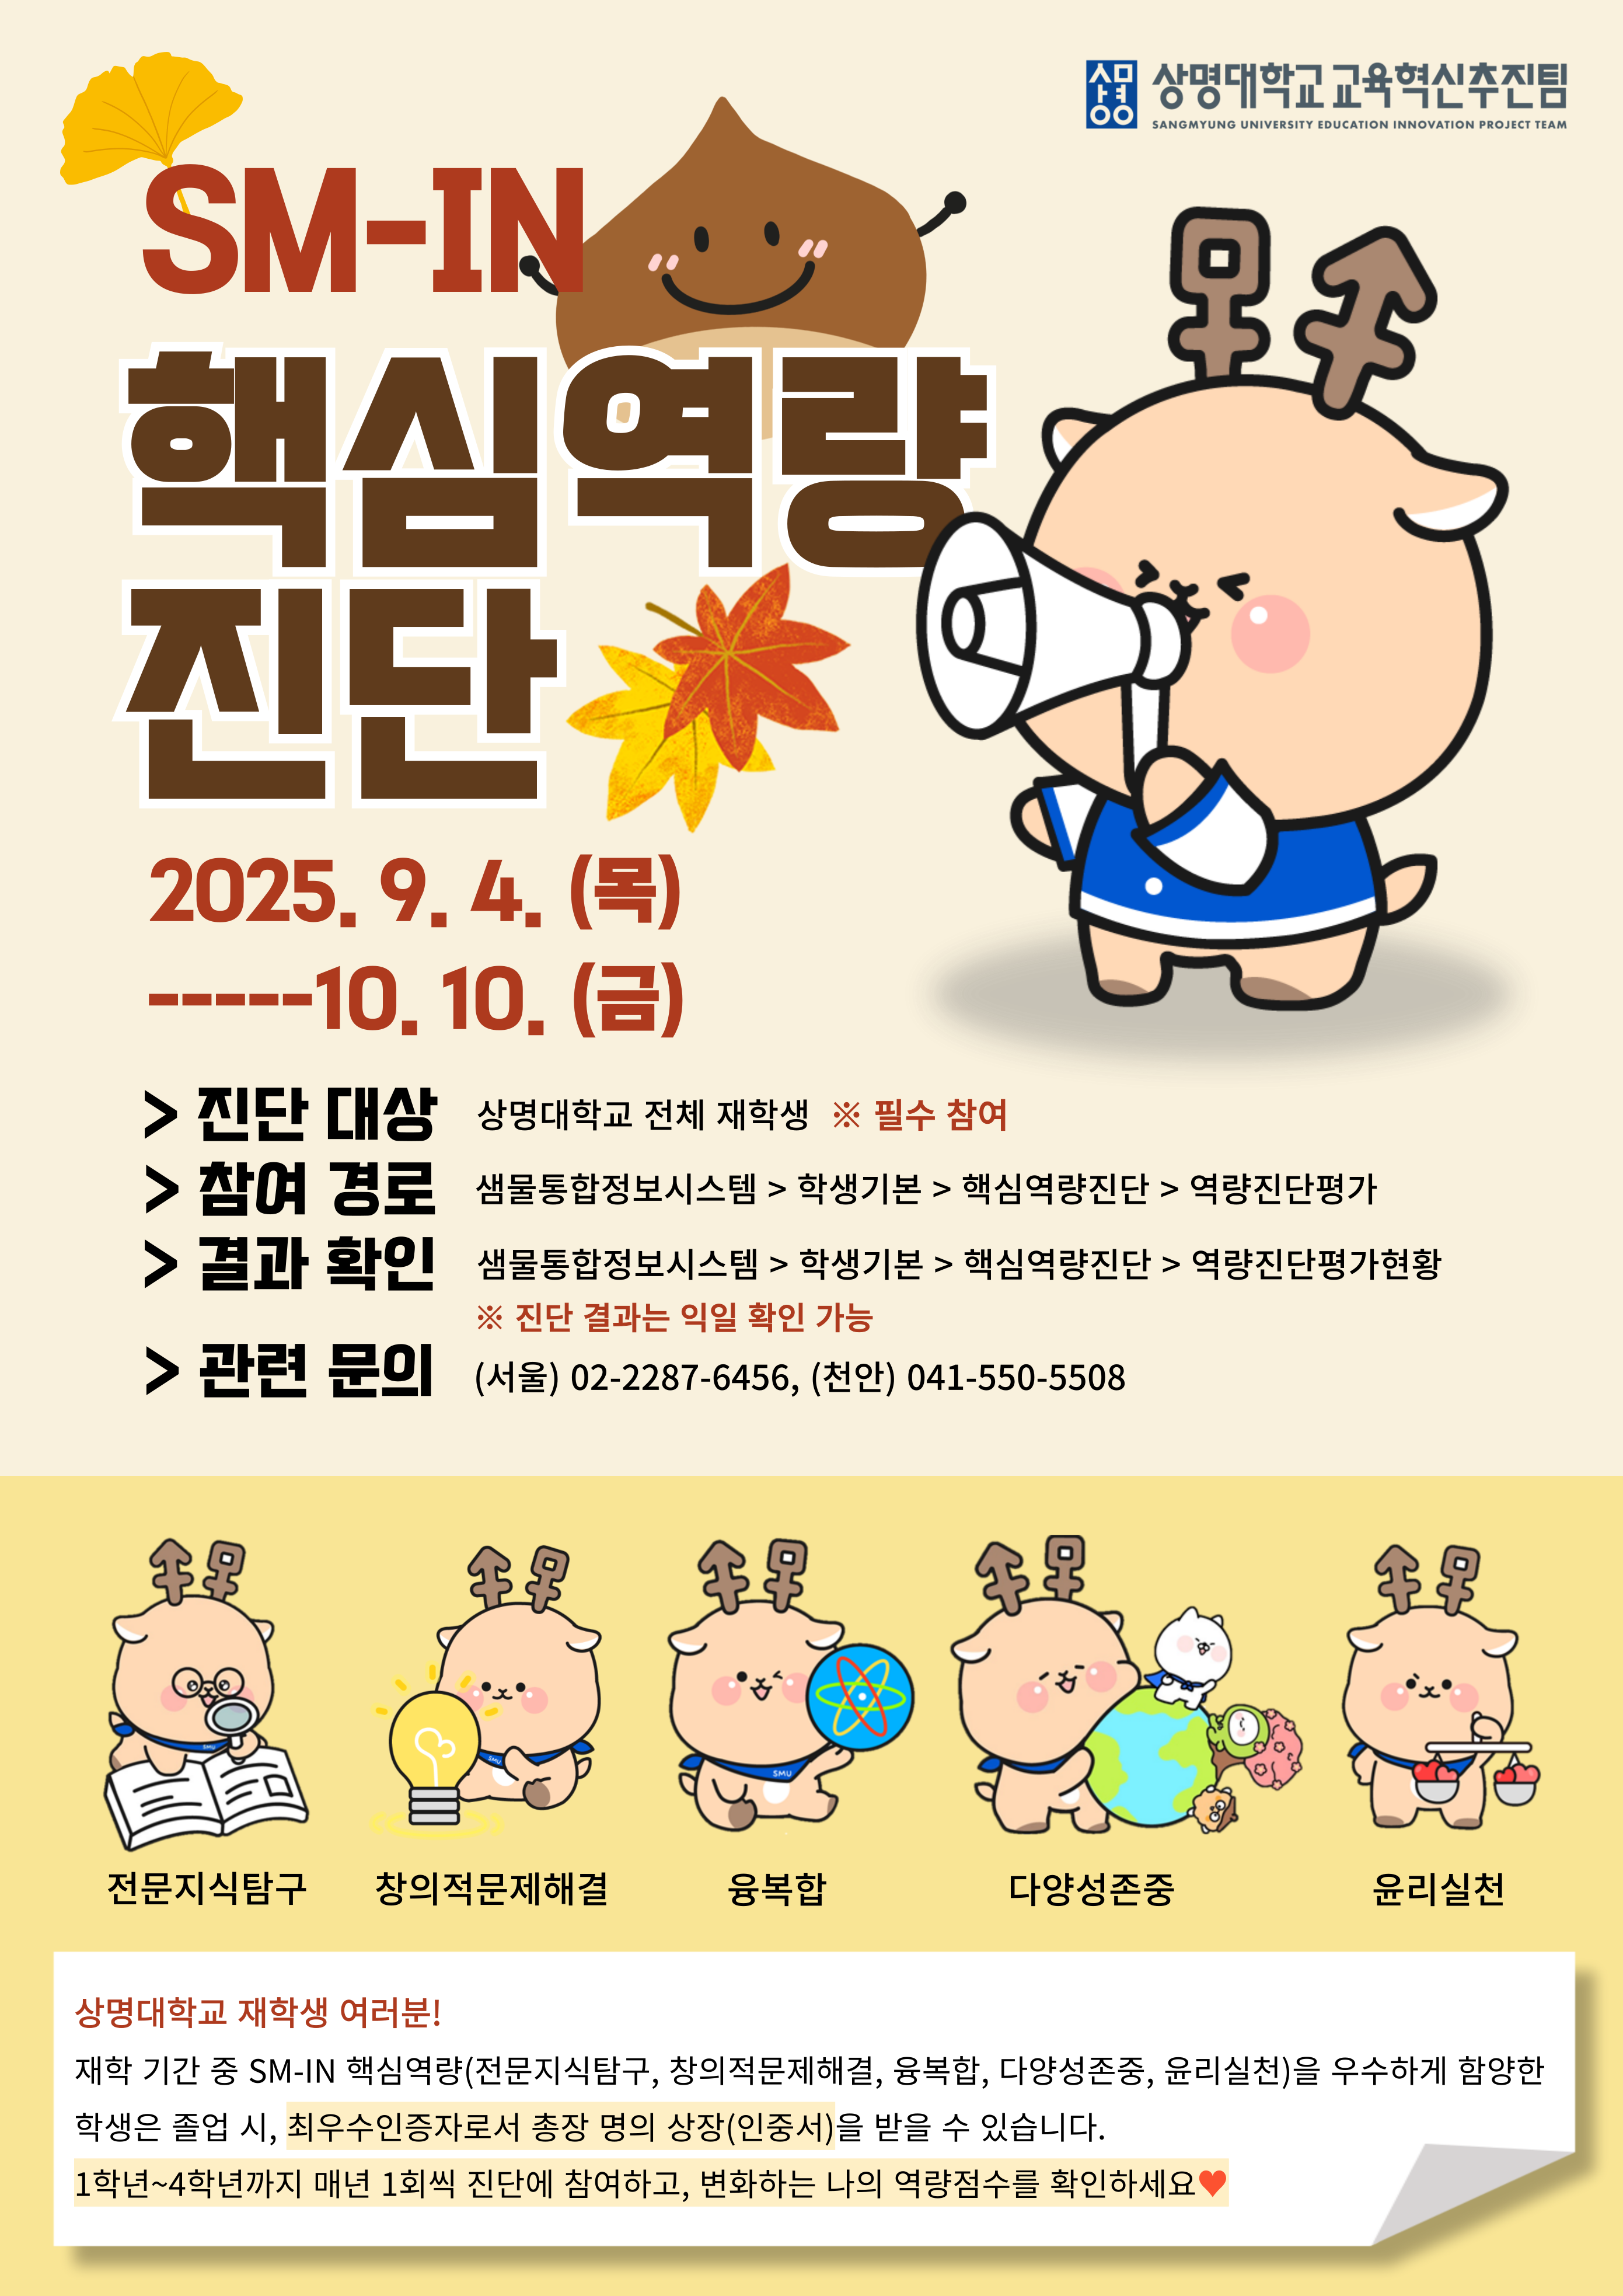 상명 상명대학교 교육혁신추진팀
SANGMYUNG UNIVERSITY EDUCATION INNOVATION PROJECT TEAM
SM-IN
핵심역량
진단
2025. 9. 4. (목)
-----10. 10. (금)
> 진단 대상 상명대학교 전체 재학생 ※ 필수 참여
> 참여 경로 샘물통합정보시스템 > 학생기본 > 핵심역량진단 > 역량진단평가
> 결과 확인 샘물통합정보시스템 > 학생기본 > 핵심역량진단 > 역량진단평가현황
※ 진단 결과는 익일 확인 가능
> 관련 문의 (서울) 02-2287-6456, (천안) 041-550-5508
SMU SMU SMU
전문지식탐구 창의적문제해결 융복합 다양성존중 윤리실천
상명대학교 재학생 여러분!
재학 기간 중 SM-IN 핵심역량(전문지식탐구, 창의적문제해결, 융복합, 다양성존중, 윤리실천)을 우수하게 함양한
학생은 졸업 시, 최우수인증자로서 총장 명의 상장(인중서)을 받을 수 있습니다.
1학년~4학년까지 매년 1회씩 진단에 참여하고, 변화하는 나의 역량점수를 확인하세요♥